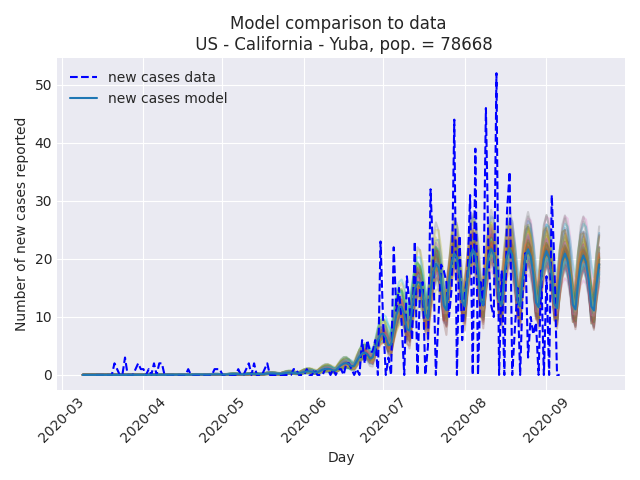 Model comparison to data
US - California - Yuba, pop. = 78668
new cases data
new cases model
Number of new cases reported
50
40
30
20
10
0
2020-03
2020-04
2020-05
2020-06
2020-07
2020-08
2020-09
Day